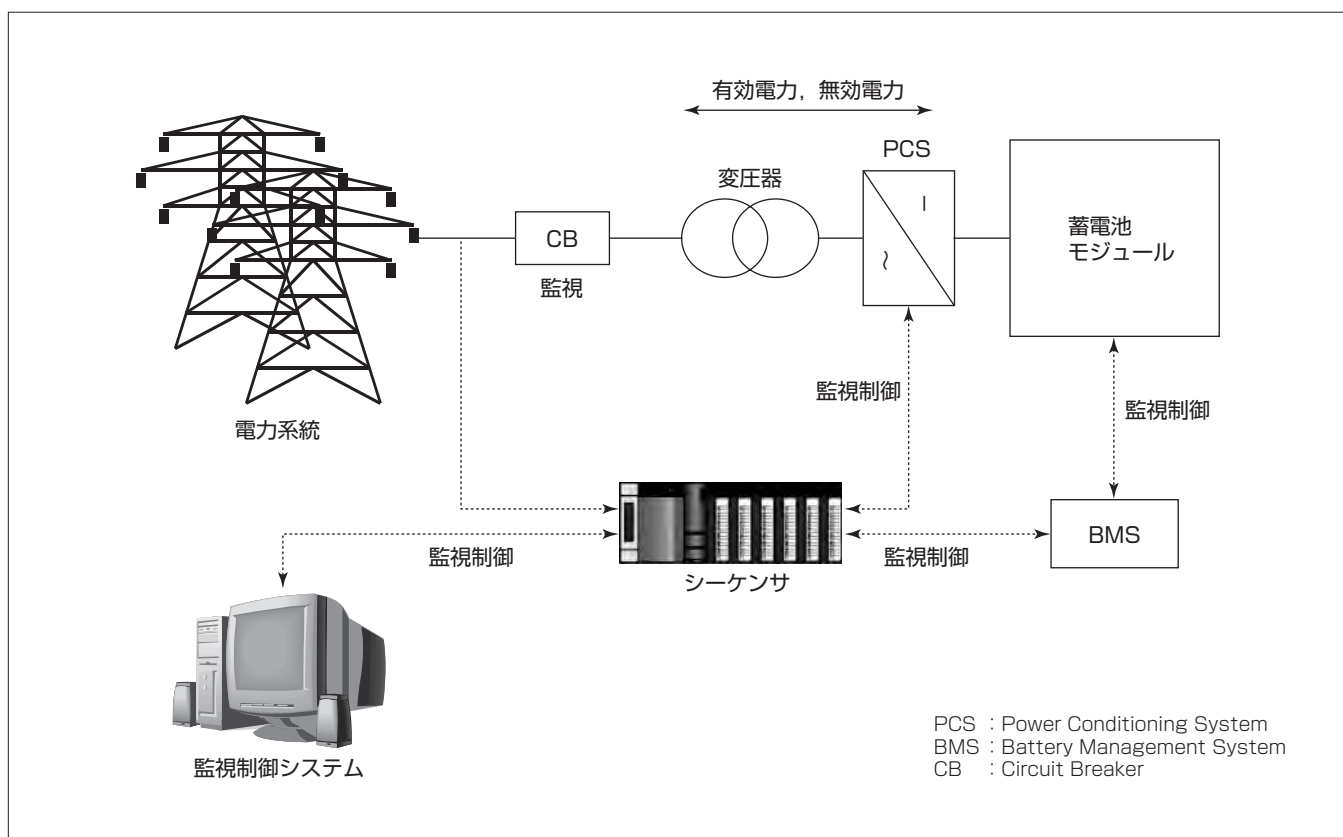 有効電力，無効電力
PCS
変圧器
CB
監視
蓄電池
モジュール
監視制御
監視制御
電力系統
監視制御
監視制御
BMS
シーケンサ
監視制御システム
PCS : Power Conditioning System
BMS : Battery Management System
CB : Circuit Breaker